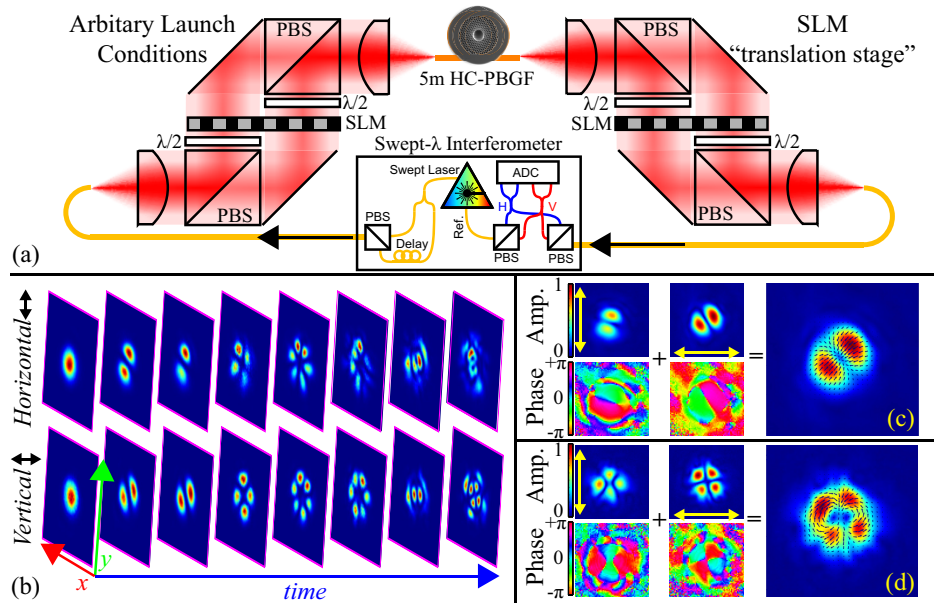 Arbitary Launch
Conditions
PBS
λ/2
SLM
λ/2
PBS
5m HC-PBGF
SLM
“translation stage”
PBS
λ/2
SLM
λ/2
PBS
Swept-λ Interferometer
Swept Laser
ADC
H
V
PBS
Delay
Ref.
PBS
PBS
(a)
Horizontal
Vertical
x
y
time
(b)
Amp.
1
0
+
=
Phase
+π
0
-π
(c)
Amp.
1
0
+
=
Phase
+π
0
-π
(d)